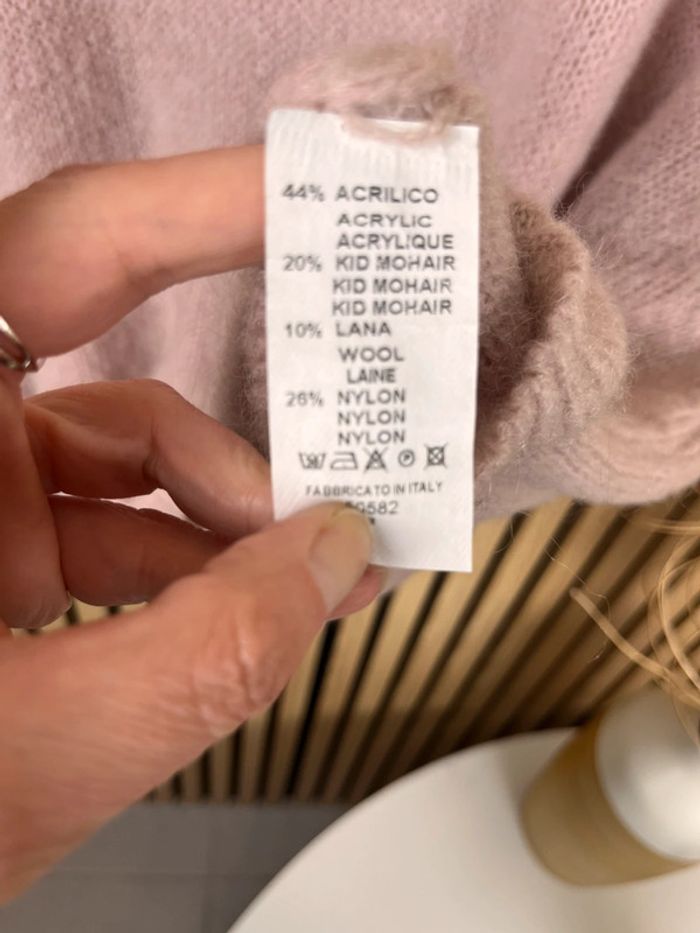 44% ACRILICO
ACRYLIC
ACRYLIQUE
20% KID MOHAIR
KID MOHAIR
KID MOHAIR
10% LANA
WOOL
LAINE
26% NYLON
NYLON
NYLON
FABBRICATO IN ITALY